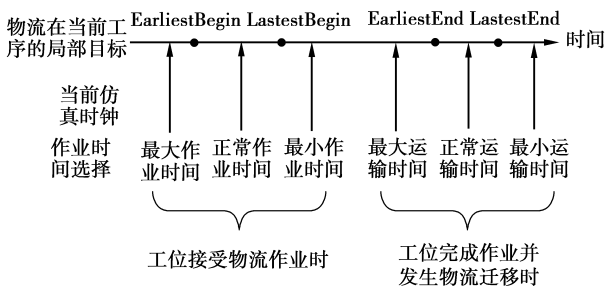 物流在当前工
序的局部目标
EarliestBegin LastestBegin EarliestEnd LastestEnd
时间
当前仿
真时钟
作业时
间选择
最大作
业时间
正常作
业时间
最小作
业时间
最大运
输时间
正常运
输时间
最小运
输时间
工位接受物流作业时
工位完成作业并
发生物流迁移时